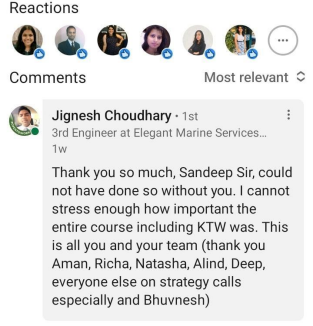 Reactions
Comments
Most relevant
Jignesh Choudhary • 1st
3rd Engineer at Elegant Marine Services...
1w
Thank you so much, Sandeep Sir, could
not have done so without you. I cannot
stress enough how important the
entire course including KTW was. This
is all you and your team (thank you
Aman, Richa, Natasha, Alind, Deep,
everyone else on strategy calls
especially and Bhuvnesh)